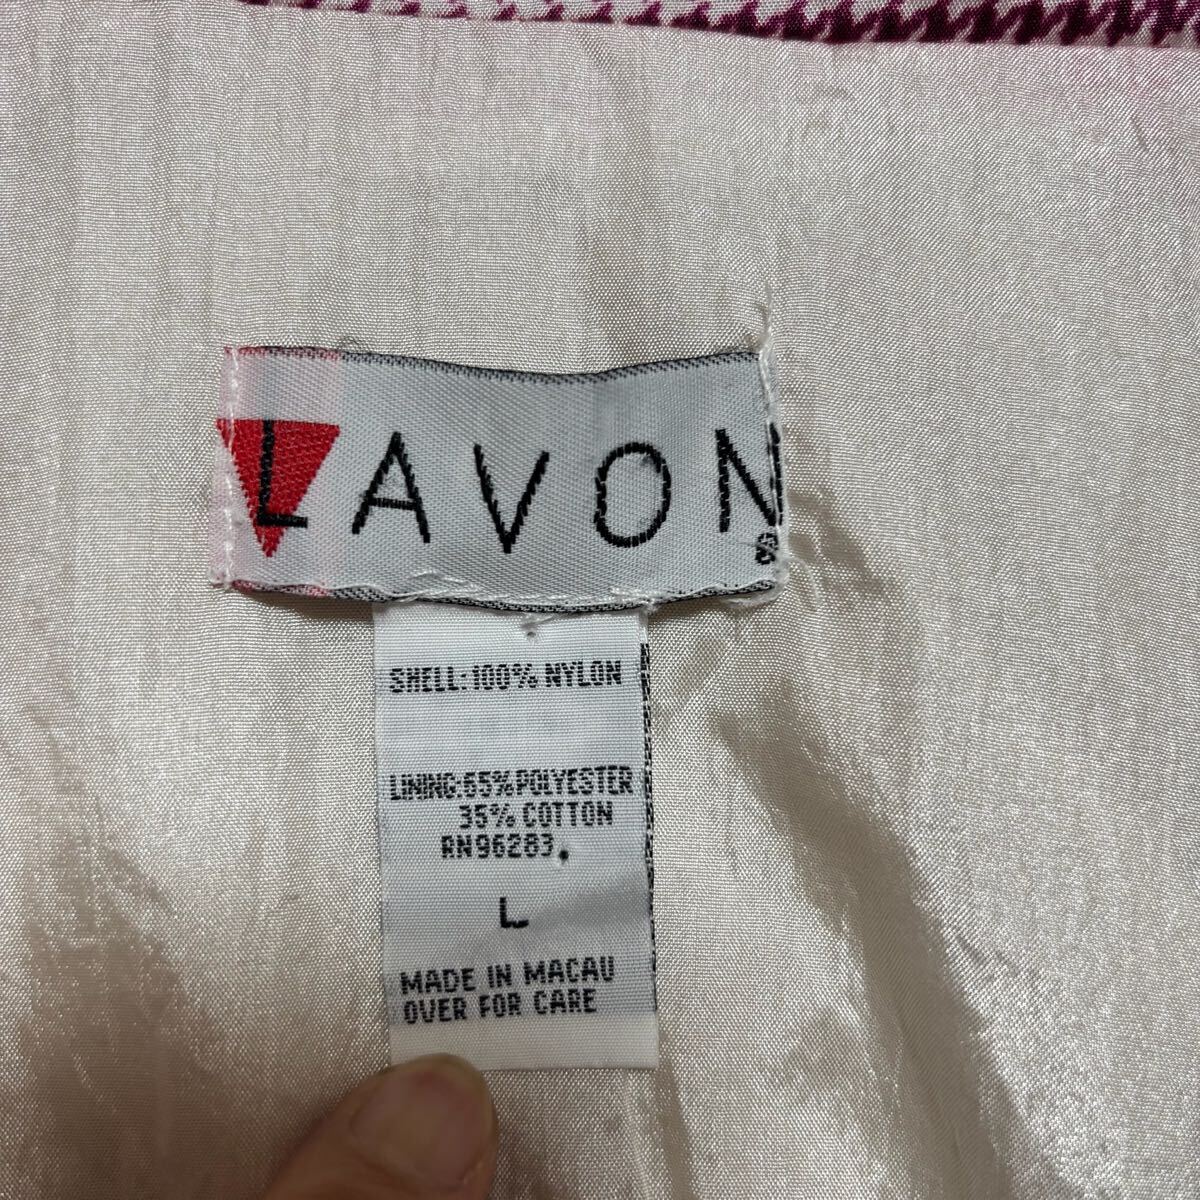 LAVON
®
SHELL:100% NYLON
LINING:65%POLYESTER
35% COTTON
RN96283.
L
MADE IN MACAU
OVER FOR CARE